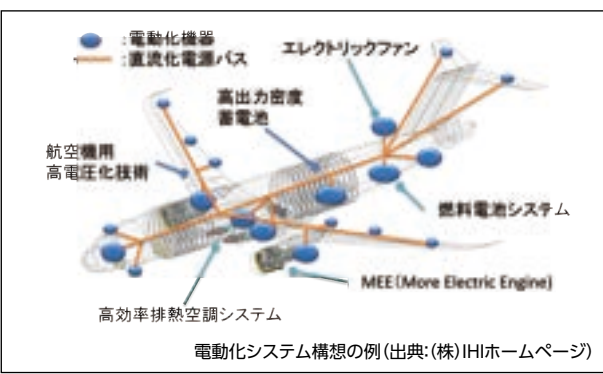 :電動化機器
:直流化電源バス
エレクトリックファン
高出力密度
蓄電池
航空機用
高電圧化技術
燃料電池システム
MEE(More Electric Engine)
高効率排熱空調システム
電動化システム構想の例(出典:(株)IHIホームページ)